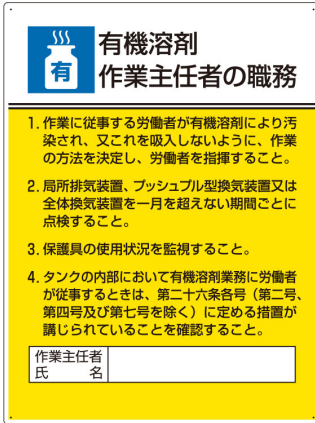 有
有機溶剤
作業主任者の職務
1. 作業に従事する労働者が有機溶剤により汚
染され、又これを吸入しないように、作業
の方法を決定し、労働者を指揮すること。
2. 局所排気装置、プッシュプル型換気装置又は
全体換気装置を一月を超えない期間ごとに
点検すること。
3. 保護具の使用状況を監視すること。
4. タンクの内部において有機溶剤業務に労働者
が従事するときは、第二十六条各号（第二号、
第四号及び第七号を除く）に定める措置が
講じられていることを確認すること。
作業主任者
氏　　　名